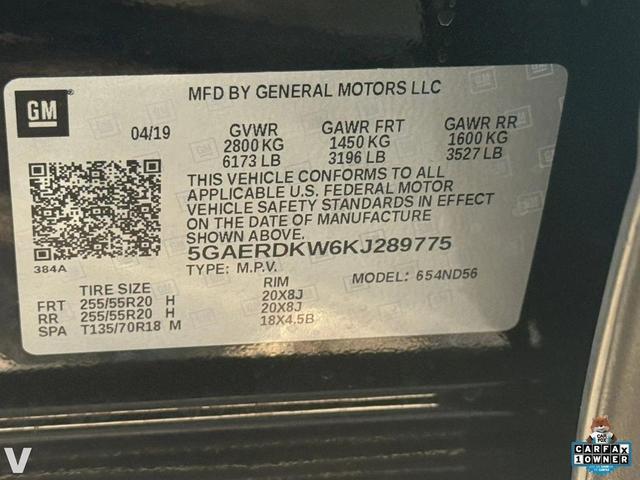 MFD BY GENERAL MOTORS LLC
GM
04/19
GVWR GAWR FRT GAWR RR
2800 KG 1450 KG 1600 KG
6173 LB 3196 LB 3527 LB
THIS VEHICLE CONFORMS TO ALL
APPLICABLE U.S. FEDERAL MOTOR
VEHICLE SAFETY STANDARDS IN EFFECT
ON THE DATE OF MANUFACTURE
SHOWN ABOVE.
5GAERDKW6KJ289775
384A
TYPE: M.P.V. MODEL: 654ND56
TIRE SIZE RIM
FRT 255/55R20 H 20X8J
RR 255/55R20 H 20X8J
SPA T135/70R18 M 18X4.5B
V
CARFAX
1 OWNER